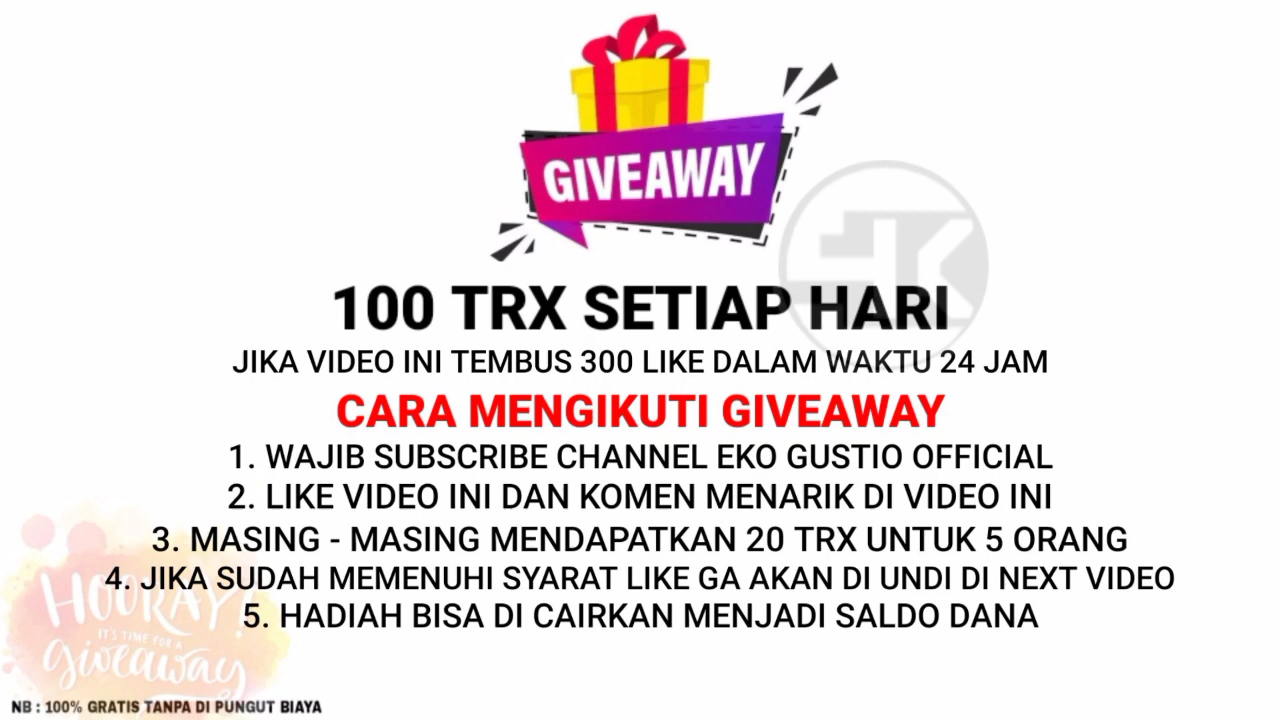 GIVEAWAY
100 TRX SETIAP HARI
JIKA VIDEO INI TEMBUS 300 LIKE DALAM WAKTU 24 JAM
CARA MENGIKUTI GIVEAWAY
1. WAJIB SUBSCRIBE CHANNEL EKO GUSTIO OFFICIAL
2. LIKE VIDEO INI DAN KOMEN MENARIK DI VIDEO INI
3. MASING - MASING MENDAPATKAN 20 TRX UNTUK 5 ORANG
4. JIKA SUDAH MEMENUHI SYARAT LIKE GA AKAN DI UNDI DI NEXT VIDEO
5. HADIAH BISA DI CAIRKAN MENJADI SALDO DANA
HOORAY!
IT'S TIME FOR A
giveaway
NB : 100% GRATIS TANPA DI PUNGUT BIAYA